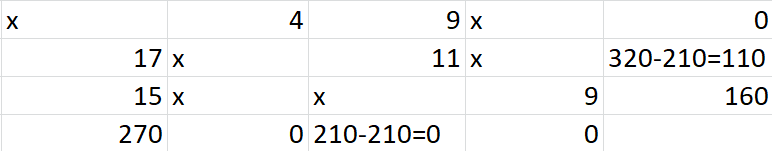 x 4 9 x 0
17 x 11 x 320-210=110
15 x x 9 160
270 0 210-210=0 0